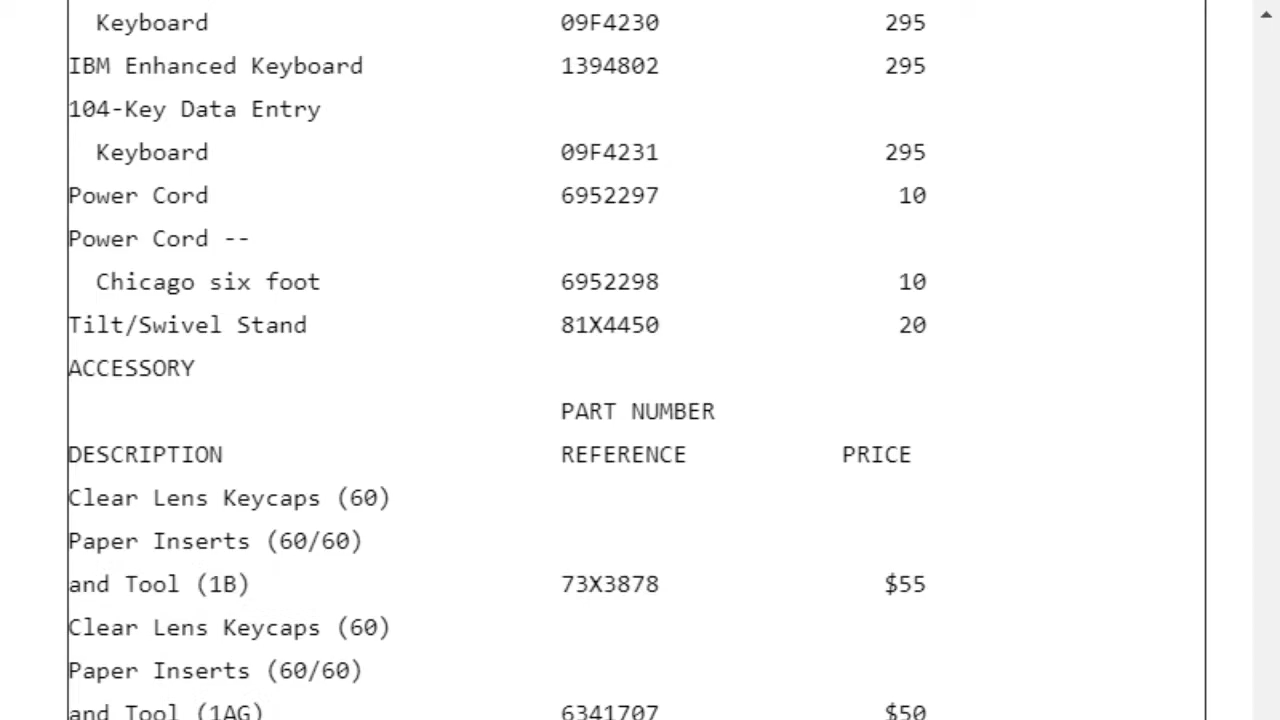 Keyboard 09F4230 295
IBM Enhanced Keyboard 1394802 295
104-Key Data Entry
Keyboard 09F4231 295
Power Cord 6952297 10
Power Cord --
Chicago six foot 6952298 10
Tilt/Swivel Stand 81X4450 20
ACCESSORY
PART NUMBER
DESCRIPTION REFERENCE PRICE
Clear Lens Keycaps (60)
Paper Inserts (60/60)
and Tool (1B) 73X3878 $55
Clear Lens Keycaps (60)
Paper Inserts (60/60)
and Tool (1AG) 6341707 $50